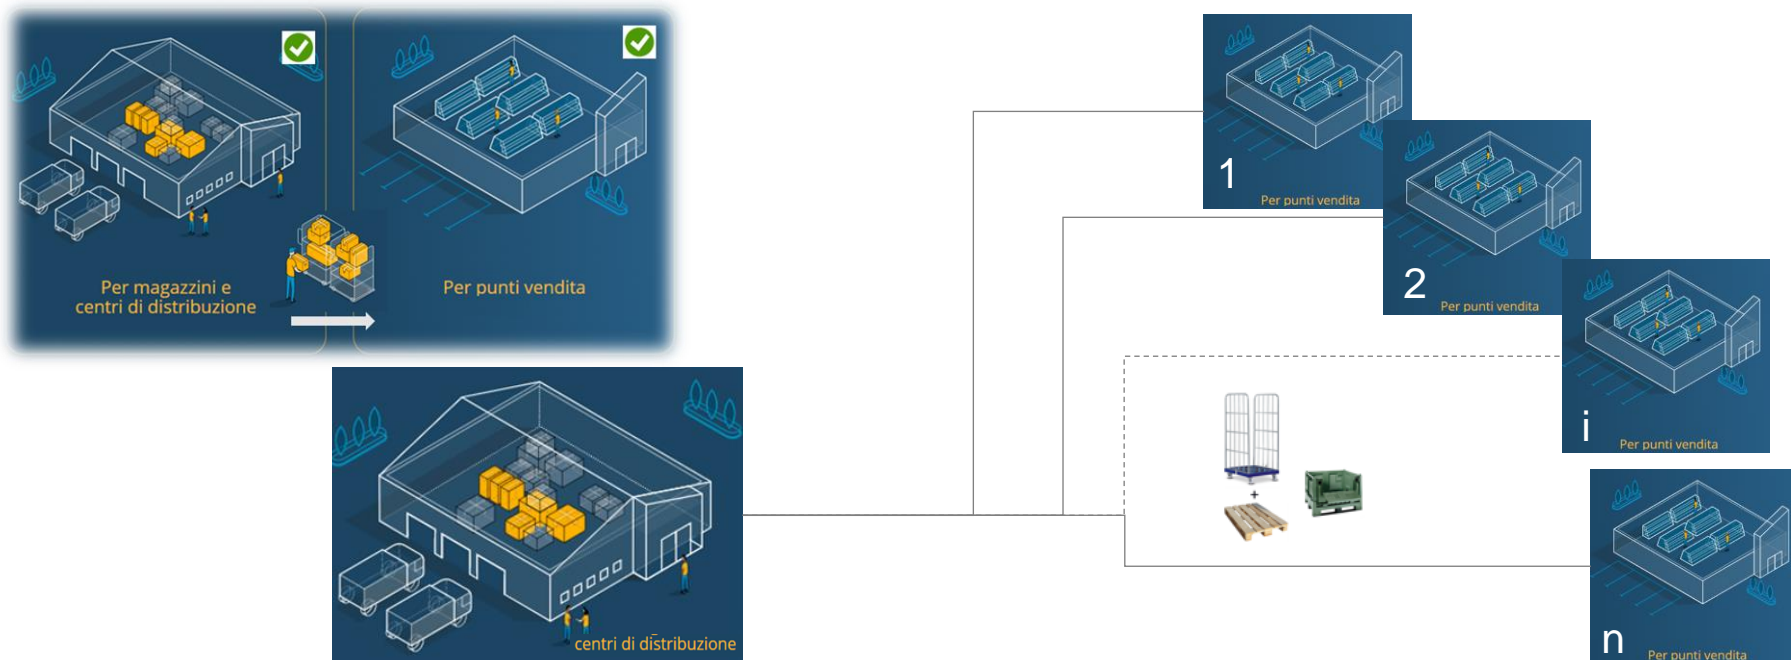 Per magazzini e
centri di distribuzione
Per punti vendita
1
Per punti vendita
2
Per punti vendita
i
Per punti vendita
+
centri di distribuzione
n
Per punti vendita